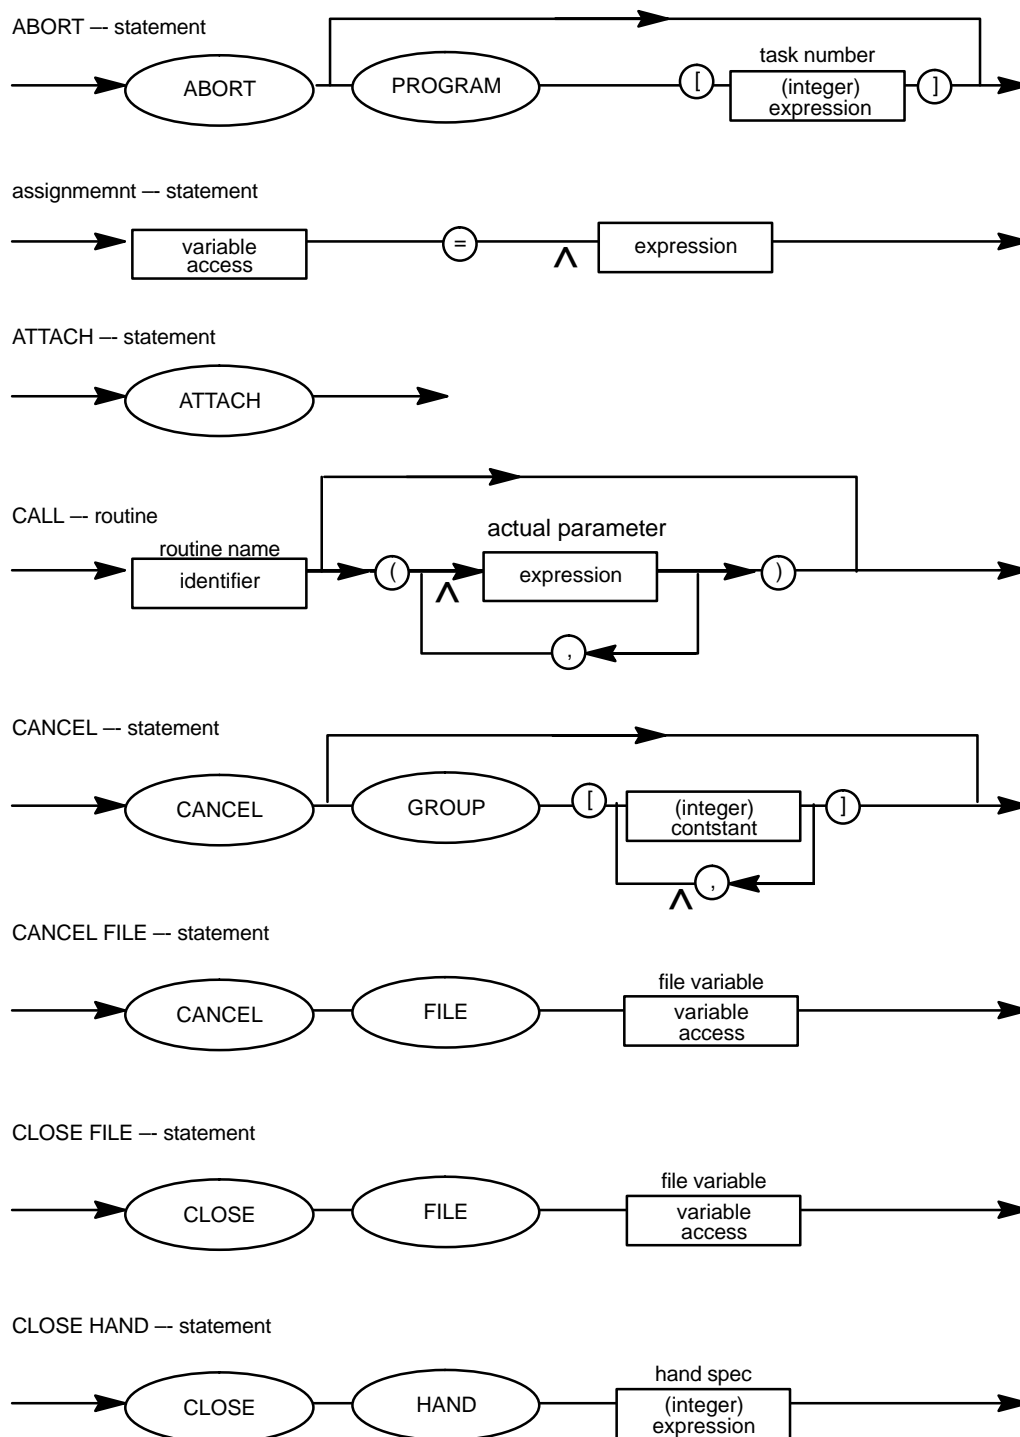 ABORT –- statement
task number
ABORT
PROGRAM
[
(integer)
expression
]
assignmemnt –- statement
variable
access
=
^
expression
ATTACH –- statement
ATTACH
CALL –- routine
routine name
identifier
(
actual parameter
^
expression
)
,
CANCEL –- statement
CANCEL
GROUP
[
(integer)
contstant
]
^
,
CANCEL FILE –- statement
file variable
CANCEL
FILE
variable
access
CLOSE FILE –- statement
file variable
CLOSE
FILE
variable
access
CLOSE HAND –- statement
hand spec
CLOSE
HAND
(integer)
expression